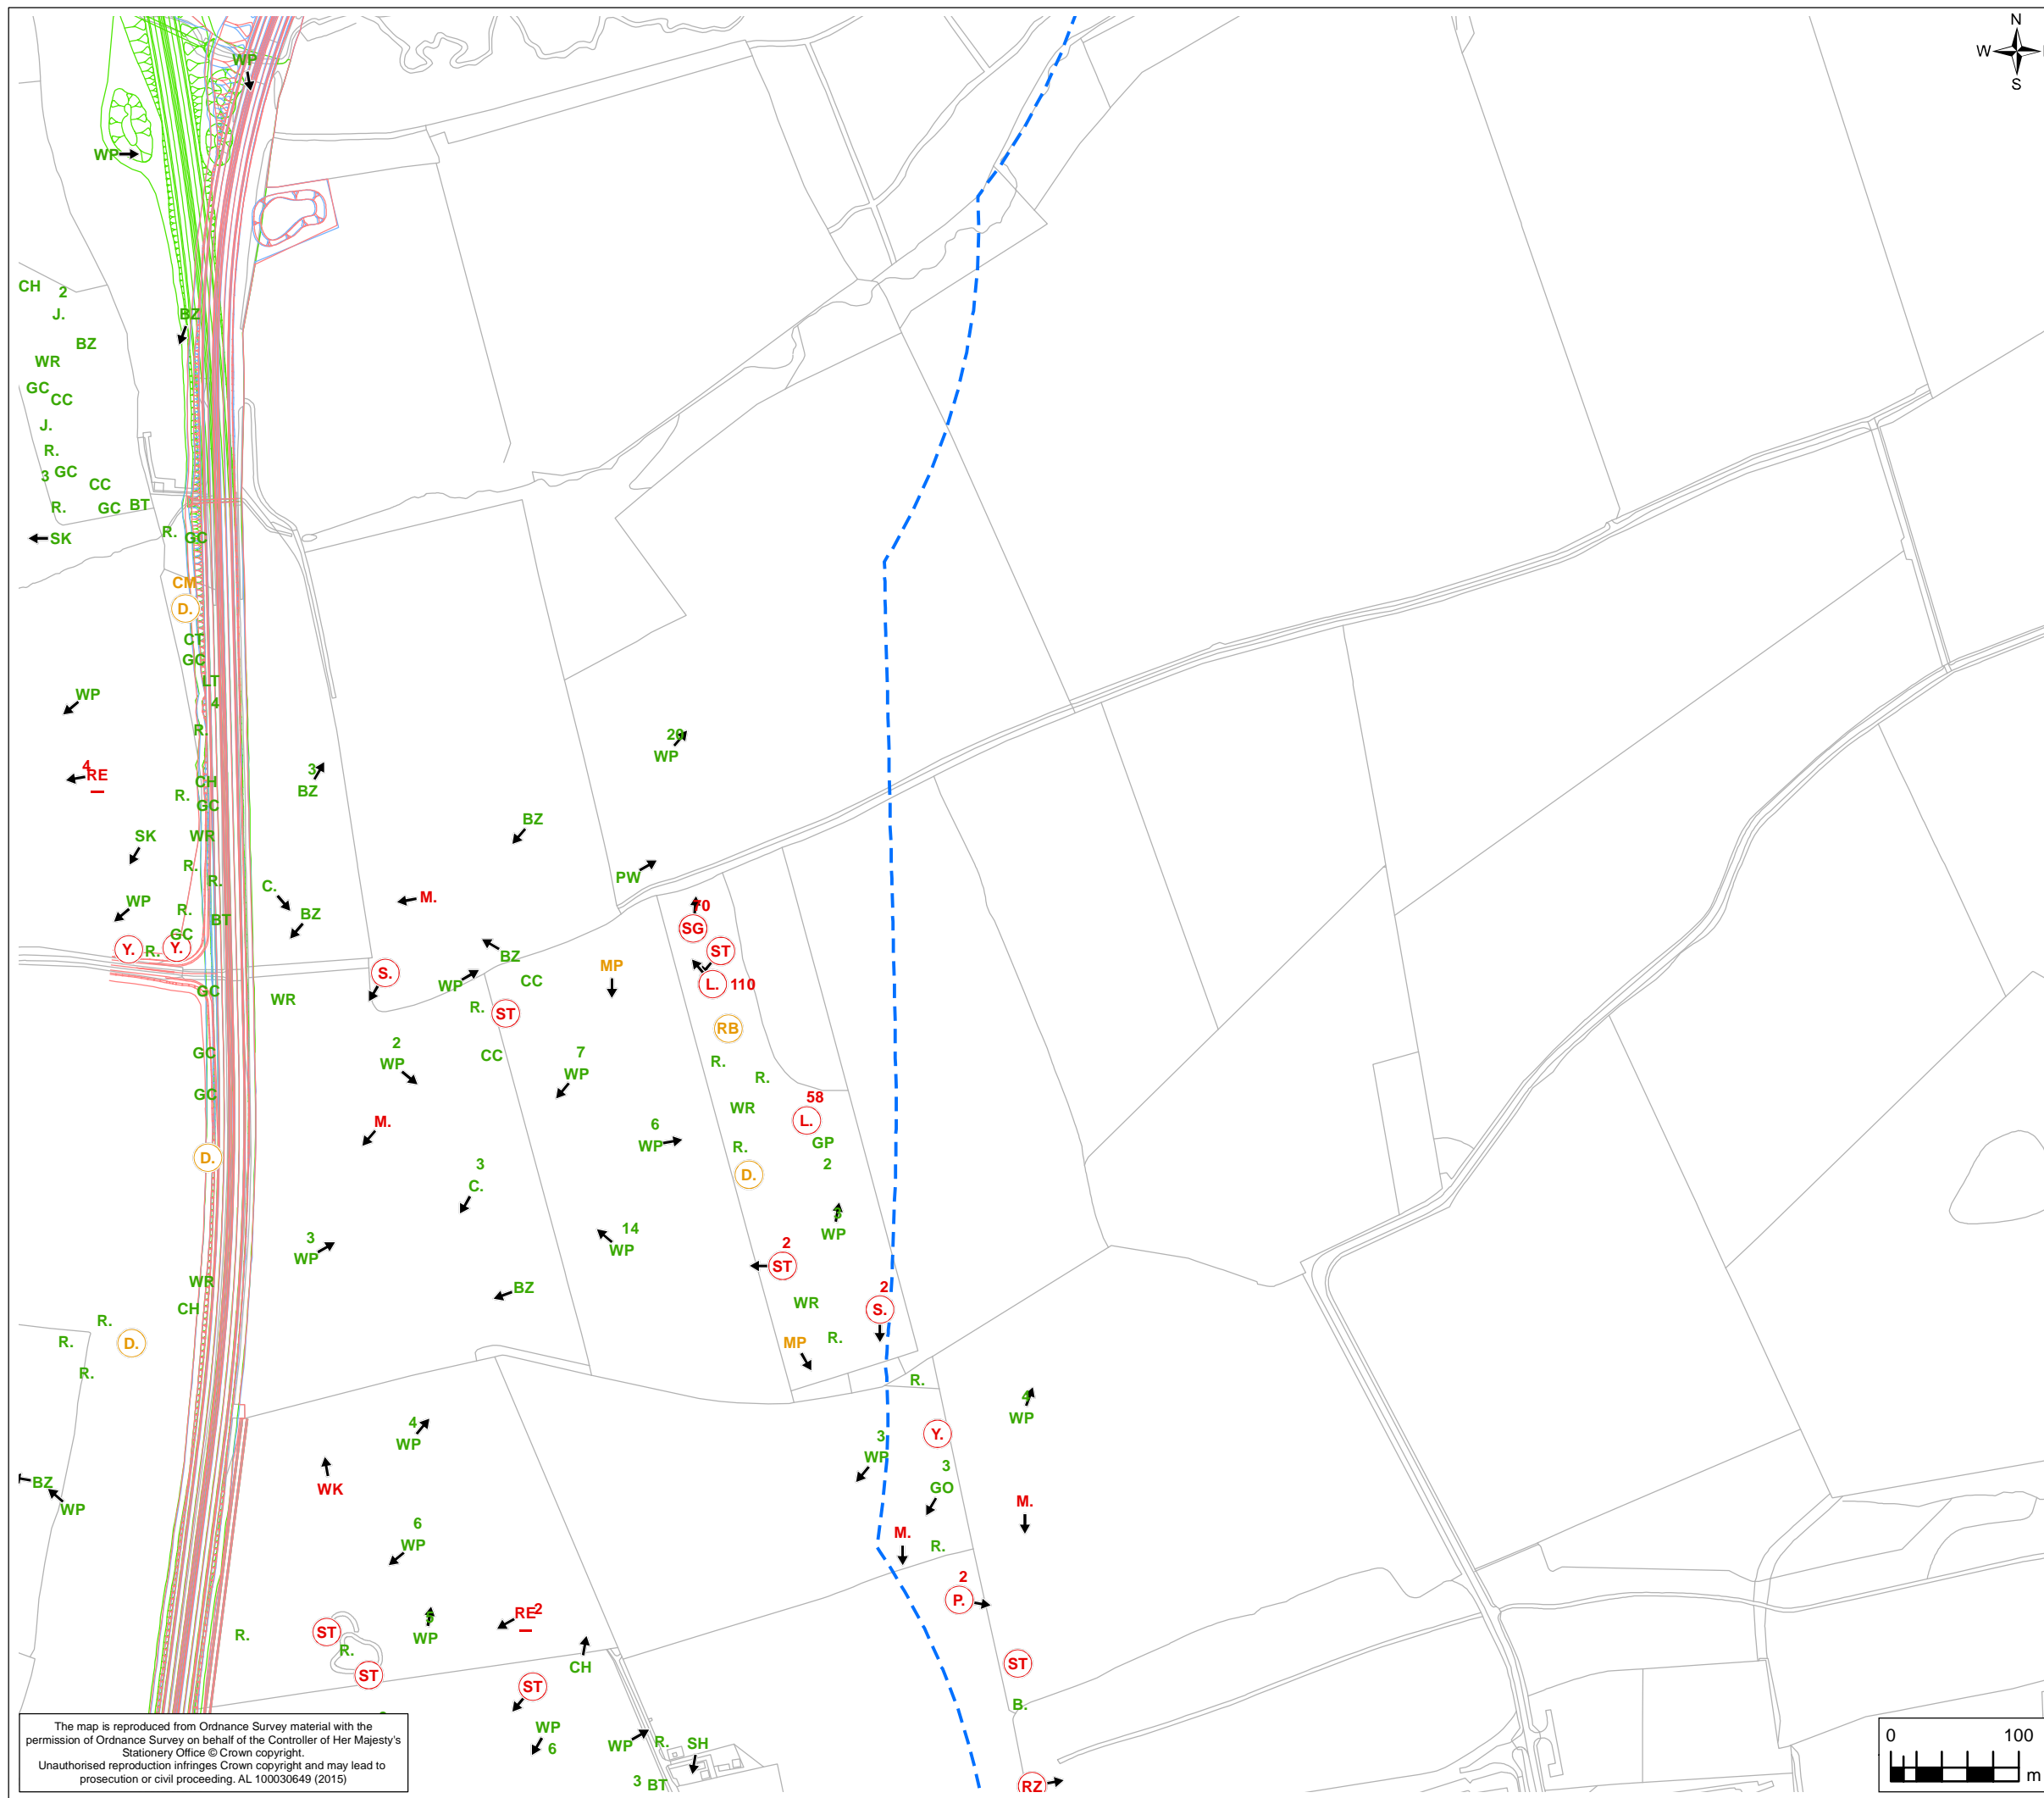 N
W
S
WP
WP
CH
2
J.
BZ
BZ
WR
GC
CC
J.
R.
3
GC
CC
R.
GC
BT
R.
GC
SK
CM
D.
CT
GC
LT
4
R.
WP
4
RE
CH
R.
GC
3
BZ
20
WP
SK
WR
BZ
R.
R.
PW
C.
M.
WP
R.
BT
BZ
GC
Y.
Y.
R.
70
SG
ST
BZ
S.
WP
CC
MP
L.
110
GC
WR
R.
ST
RB
GC
2
WP
CC
7
WP
R.
R.
GC
58
WR
L.
M.
6
WP
R.
GP
2
D.
D.
3
C.
3
WP
14
WP
3
WP
2
ST
WR
BZ
2
S.
CH
WR
R.
R.
D.
MP
R.
R.
R.
4
WP
4
WP
Y.
3
WP
3
GO
BZ
WP
WK
M.
6
WP
M.
R.
2
P.
5
WP
RE
2
R.
ST
R.
ST
CH
ST
ST
B.
WP
6
WP
R.
SH
3
BT
RZ
The map is reproduced from Ordnance Survey material with the
permission of Ordnance Survey on behalf of the Controller of Her Majesty's
Stationery Office © Crown copyright.
Unauthorised reproduction infringes Crown copyright and may lead to
prosecution or civil proceeding. AL 100030649 (2015)
0
100
m